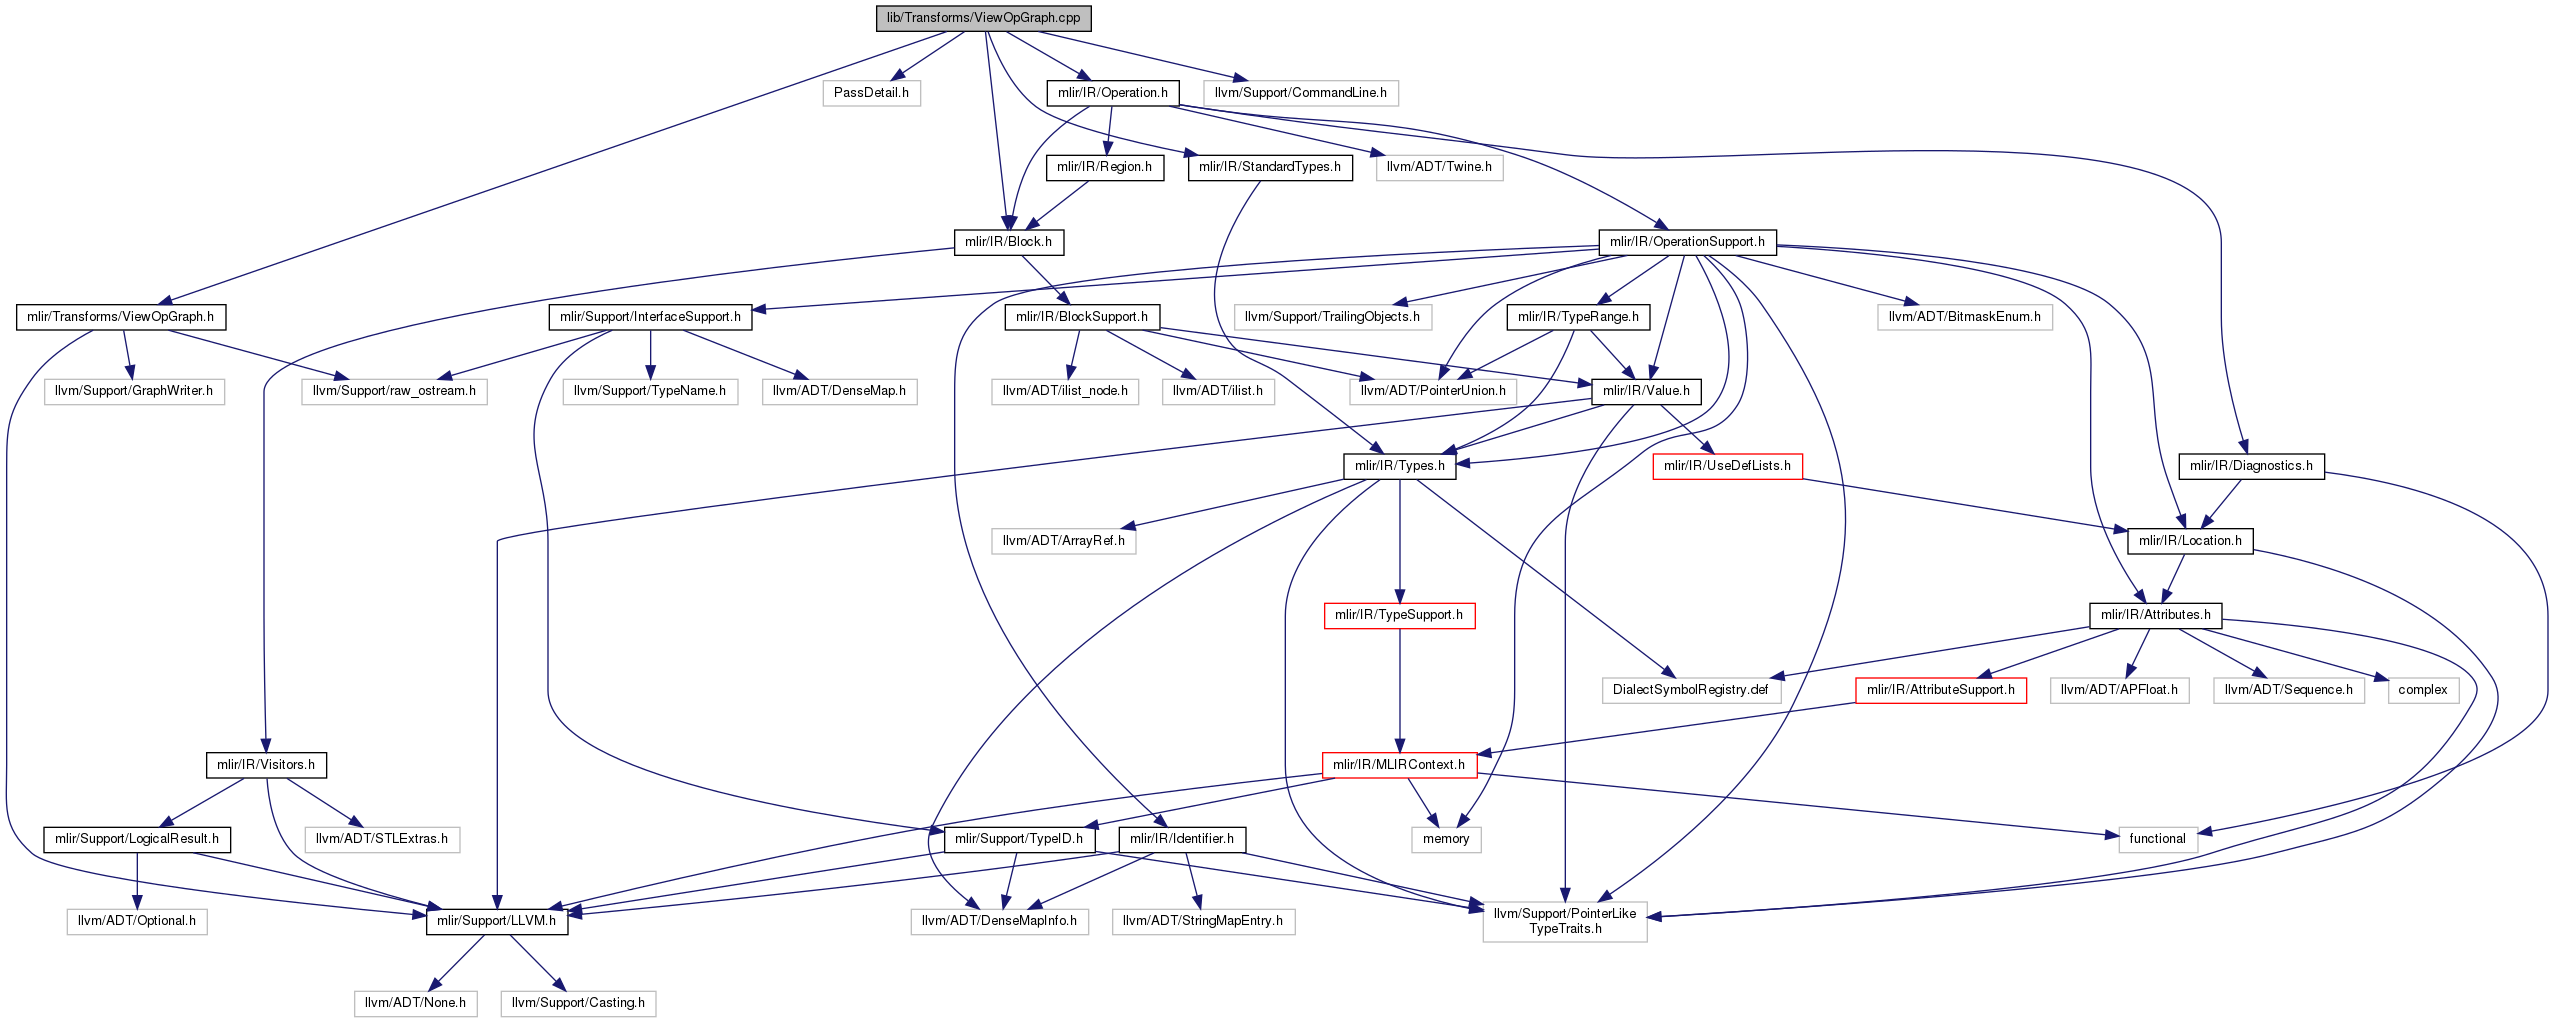 lib/Transforms/ViewOpGraph.cpp
PassDetail.h
mlir/IR/Operation.h
llvm/Support/CommandLine.h
mlir/IR/Region.h
mlir/IR/StandardTypes.h
llvm/ADT/Twine.h
mlir/IR/Block.h
mlir/IR/OperationSupport.h
mlir/Transforms/ViewOpGraph.h
mlir/Support/InterfaceSupport.h
mlir/IR/BlockSupport.h
llvm/Support/TrailingObjects.h
mlir/IR/TypeRange.h
llvm/ADT/BitmaskEnum.h
llvm/Support/GraphWriter.h
llvm/Support/raw_ostream.h
llvm/Support/TypeName.h
llvm/ADT/DenseMap.h
llvm/ADT/ilist_node.h
llvm/ADT/ilist.h
llvm/ADT/PointerUnion.h
mlir/IR/Value.h
mlir/IR/Types.h
mlir/IR/UseDefLists.h
mlir/IR/Diagnostics.h
llvm/ADT/ArrayRef.h
mlir/IR/Location.h
mlir/IR/TypeSupport.h
mlir/IR/Attributes.h
DialectSymbolRegistry.def
mlir/IR/AttributeSupport.h
llvm/ADT/APFloat.h
llvm/ADT/Sequence.h
complex
mlir/IR/Visitors.h
mlir/IR/MLIRContext.h
mlir/Support/LogicalResult.h
llvm/ADT/STLExtras.h
mlir/Support/TypeID.h
mlir/IR/Identifier.h
memory
functional
llvm/ADT/Optional.h
mlir/Support/LLVM.h
llvm/ADT/DenseMapInfo.h
llvm/ADT/StringMapEntry.h
llvm/Support/PointerLike
TypeTraits.h
llvm/ADT/None.h
llvm/Support/Casting.h